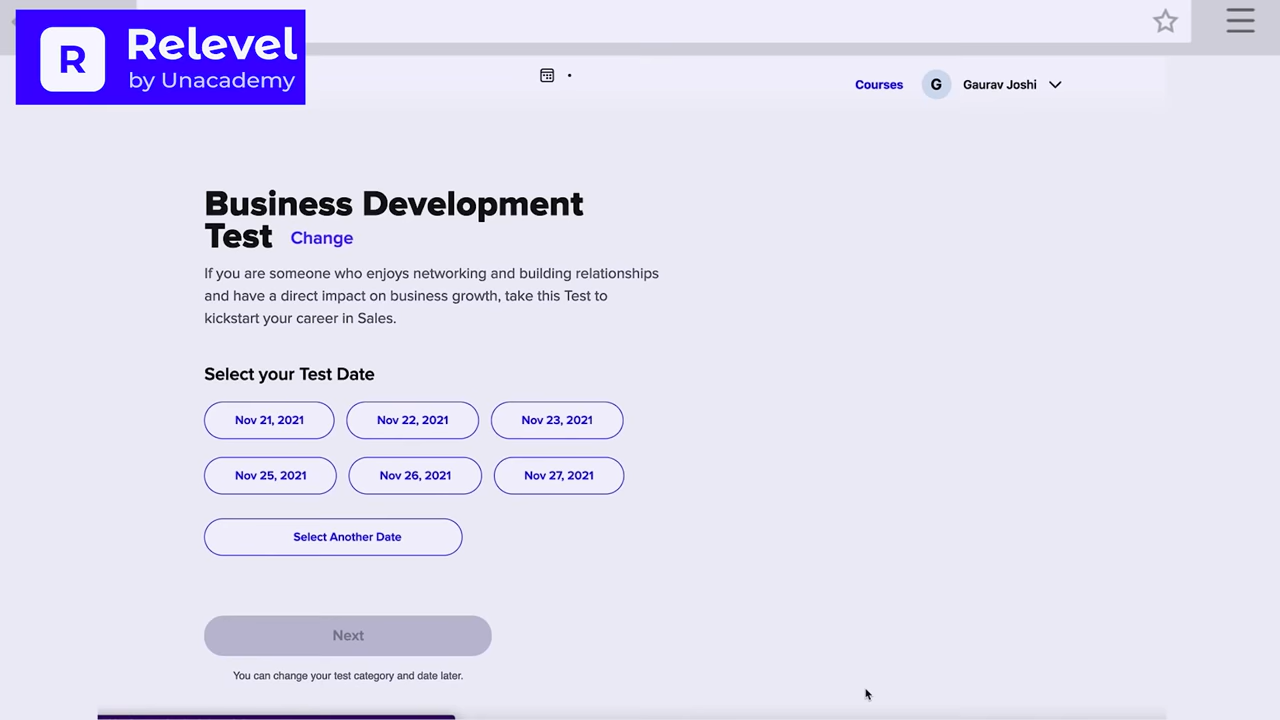 R
Relevel
by Unacademy
Courses
G
Gaurav Joshi
Business Development
Test
Change
If you are someone who enjoys networking and building relationships
and have a direct impact on business growth, take this Test to
kickstart your career in Sales.
Select your Test Date
Nov 21, 2021
Nov 22, 2021
Nov 23, 2021
Nov 25, 2021
Nov 26, 2021
Nov 27, 2021
Select Another Date
Next
You can change your test category and date later.